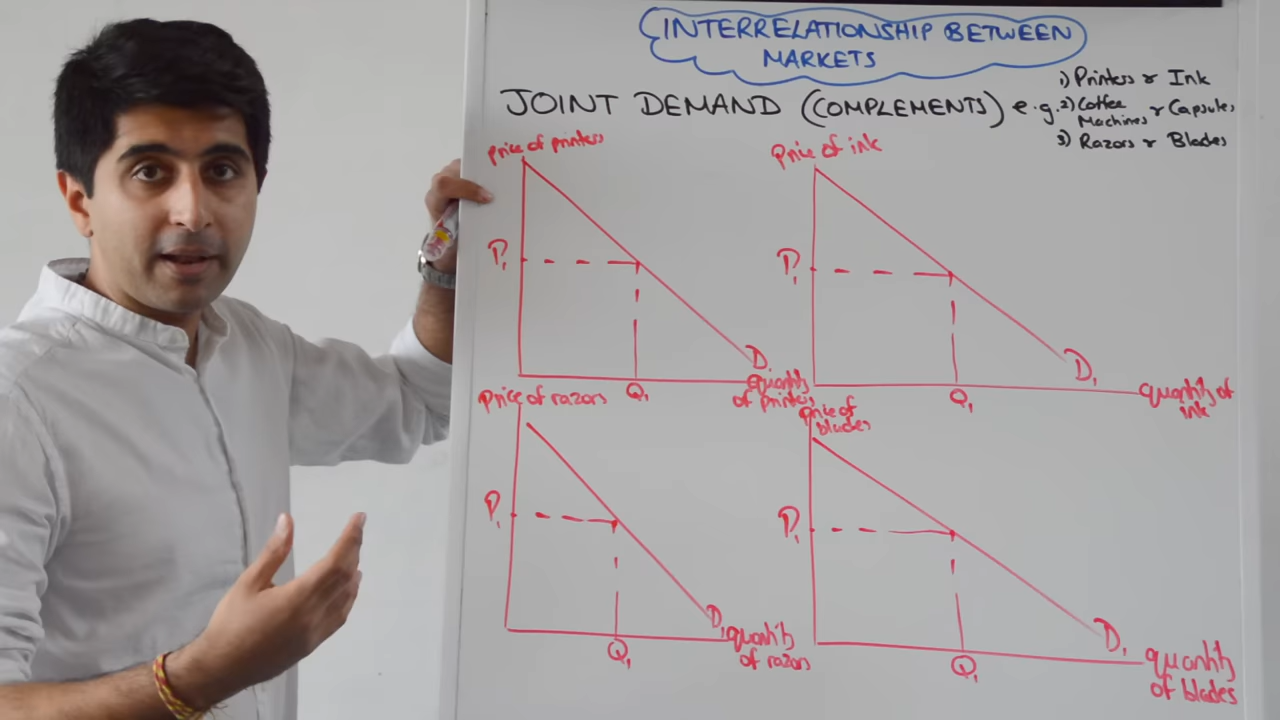 INTERRELATIONSHIP BETWEEN
MARKETS
JOINT DEMAND (COMPLEMENTS) e.g.
1) Printers & Ink
2) Coffee Machines & Capsules
3) Razors & Blades
Price of printers
P1
D1
Q1
quantity of printers
Price of ink
P1
D1
Q1
quantity of ink
Price of razors
P1
D1
Q1
quantity of razors
Price of blades
P1
D1
Q1
quantity of blades